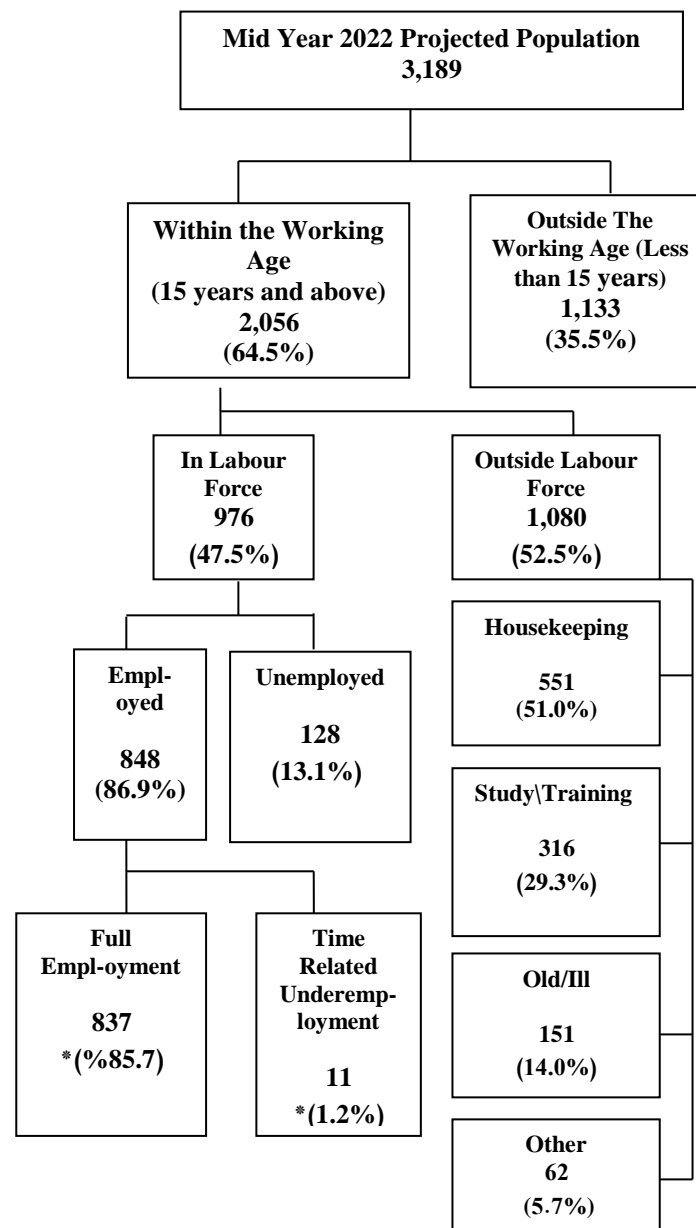 Mid Year 2022 Projected Population
3,189
Within the Working
Age
(15 years and above)
2,056
(64.5%)
Outside The
Working Age (Less
than 15 years)
1,133
(35.5%)
In Labour
Force
976
(47.5%)
Outside Labour
Force
1,080
(52.5%)
Empl-
oyed
848
(86.9%)
Unemployed
128
(13.1%)
Housekeeping
551
(51.0%)
Study\Training
316
(29.3%)
Full
Empl-oyment
837
*(%85.7)
Time
Related
Underemp-
loyment
11
*(1.2%)
Old/Ill
151
(14.0%)
Other
62
(5.7%)